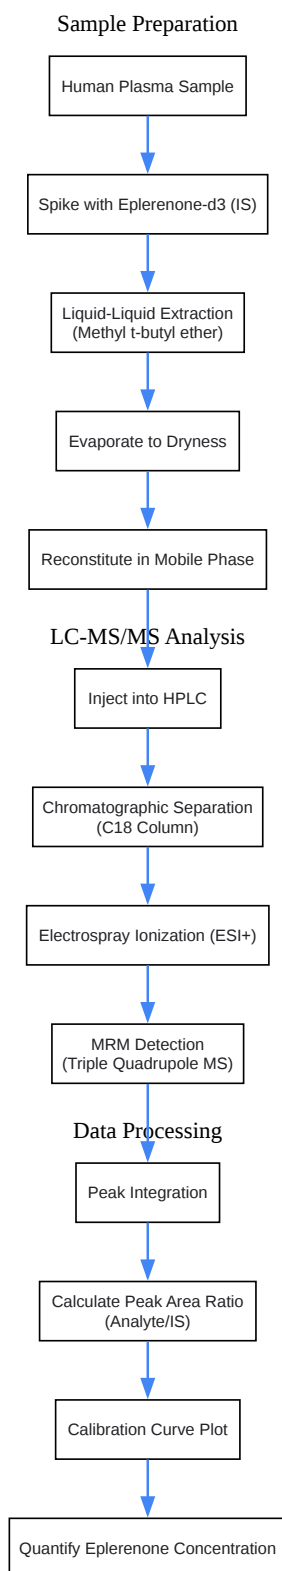 Sample Preparation
Human Plasma Sample
Spike with Eplerenone-d3 (IS)
Liquid-Liquid Extraction
(Methyl t-butyl ether)
Evaporate to Dryness
Reconstitute in Mobile Phase
LC-MS/MS Analysis
Inject into HPLC
Chromatographic Separation
(C18 Column)
Electrospray Ionization (ESI+)
MRM Detection
(Triple Quadrupole MS)
Data Processing
Peak Integration
Calculate Peak Area Ratio
(Analyte/IS)
Calibration Curve Plot
Quantify Eplerenone Concentration